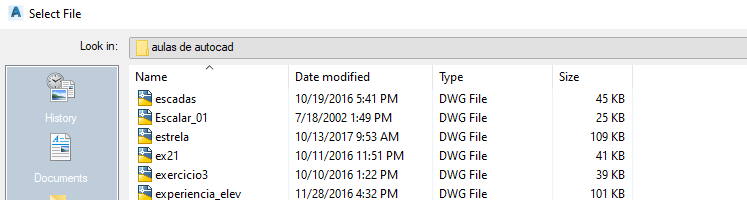 Select File
Look in: aulas de autocad
Name Date modified Type Size
escadas 10/19/2016 5:41 PM DWG File 45 KB
Escalar_01 7/18/2002 1:49 PM DWG File 25 KB
History
estrela 10/13/2017 9:53 AM DWG File 109 KB
ex21 10/11/2016 11:51 PM DWG File 41 KB
exercicio3 10/10/2016 1:22 PM DWG File 39 KB
Documents
experiencia_elev 11/28/2016 4:32 PM DWG File 101 KB